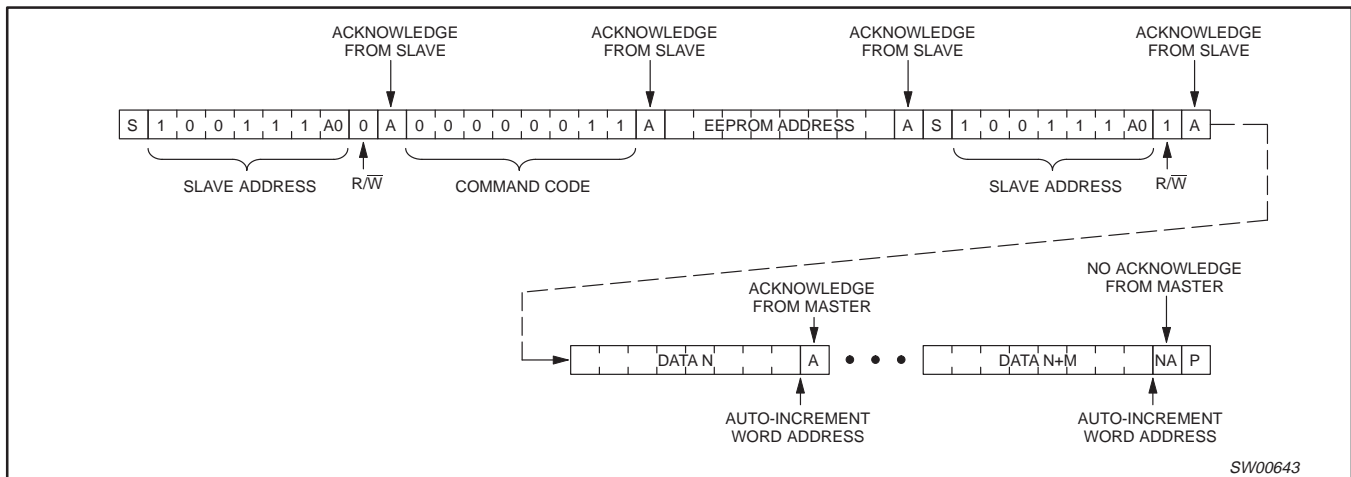 ACKNOWLEDGE
FROM SLAVE
ACKNOWLEDGE
FROM SLAVE
ACKNOWLEDGE
FROM SLAVE
ACKNOWLEDGE
FROM SLAVE
S 1 0 0 1 1 1 A0 0 A 0 0 0 0 0 0 1 1 A EEPROM ADDRESS A S 1 0 0 1 1 1 A0 1 A
SLAVE ADDRESS R/W̅ COMMAND CODE SLAVE ADDRESS R/W̅
ACKNOWLEDGE
FROM MASTER
NO ACKNOWLEDGE
FROM MASTER
DATA N A • • • DATA N+M NA P
AUTO-INCREMENT
WORD ADDRESS
AUTO-INCREMENT
WORD ADDRESS
SW00643